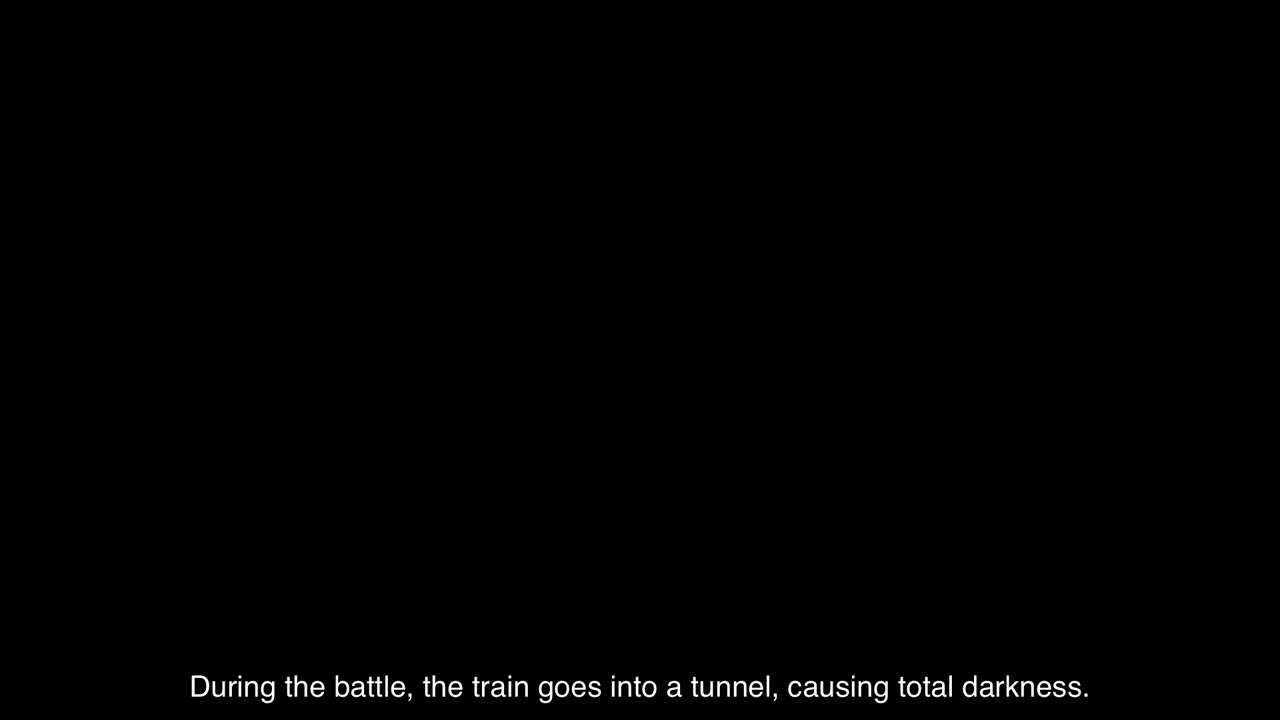 During the battle, the train goes into a tunnel, causing total darkness.